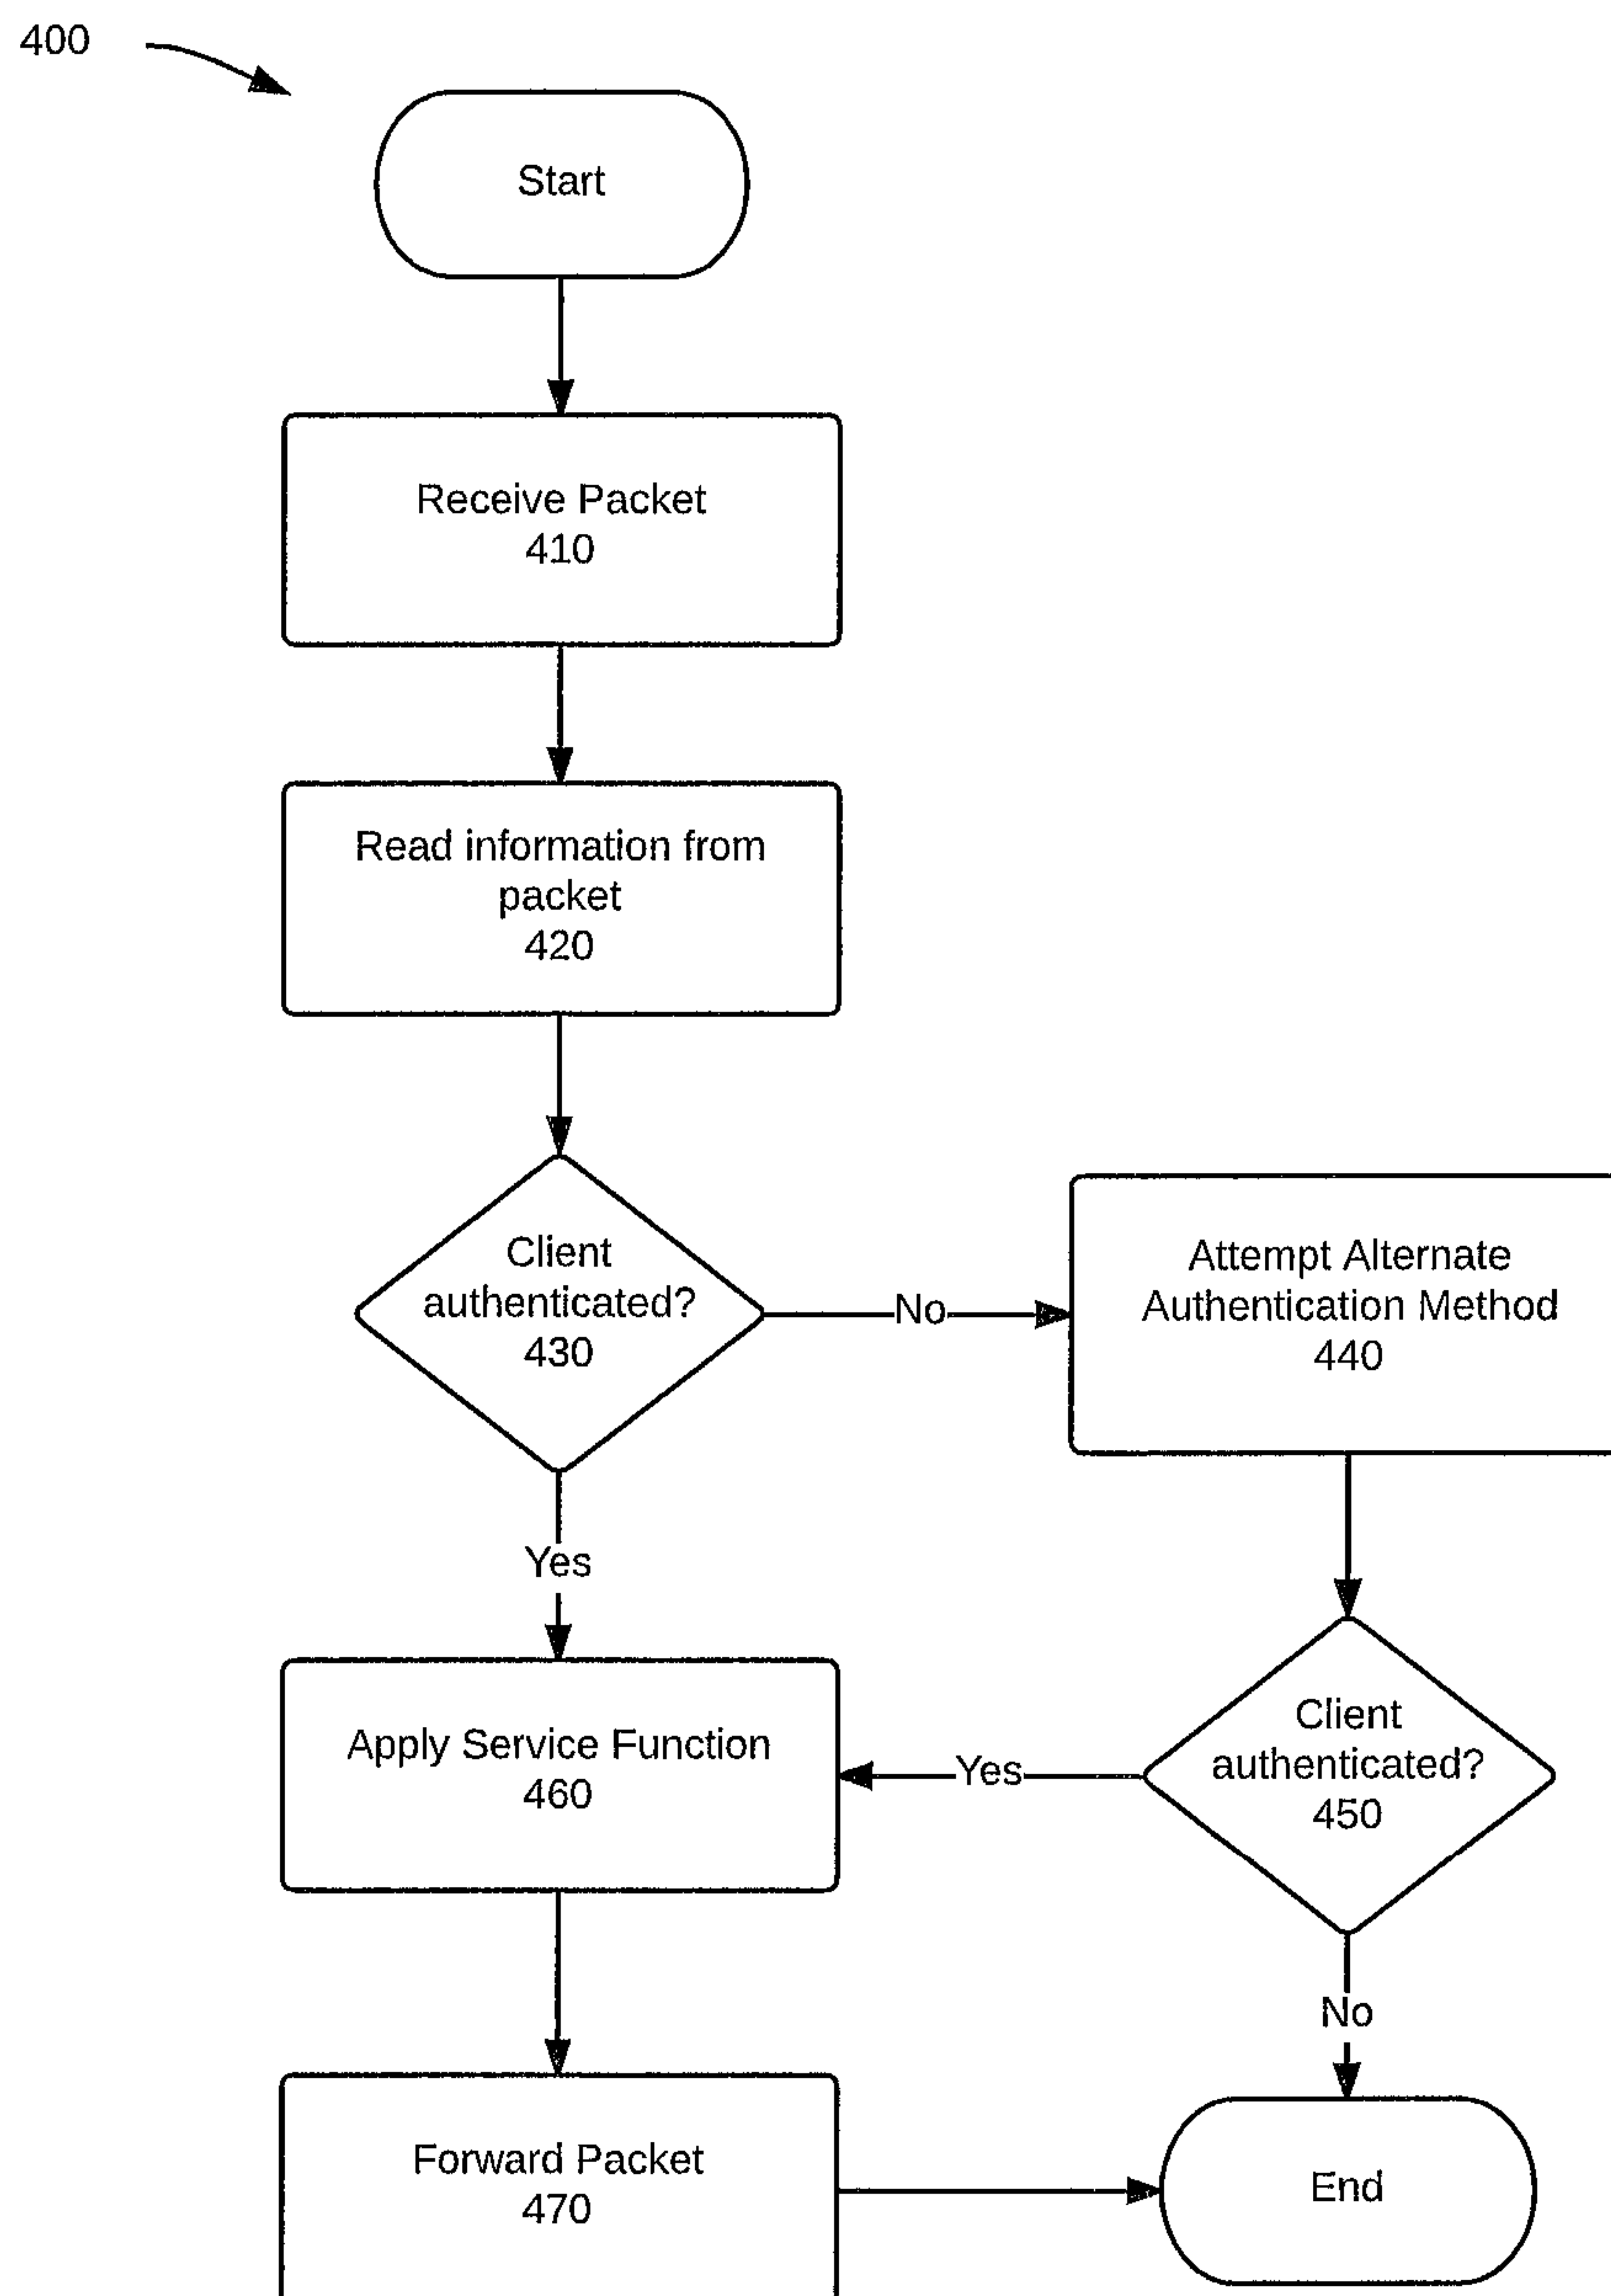 400
Start
Receive Packet
410
Read information from
packet
420
Client
authenticated?
430
No
Attempt Alternate
Authentication Method
440
Yes
Client
authenticated?
450
Yes
Apply Service Function
460
No
Forward Packet
470
End